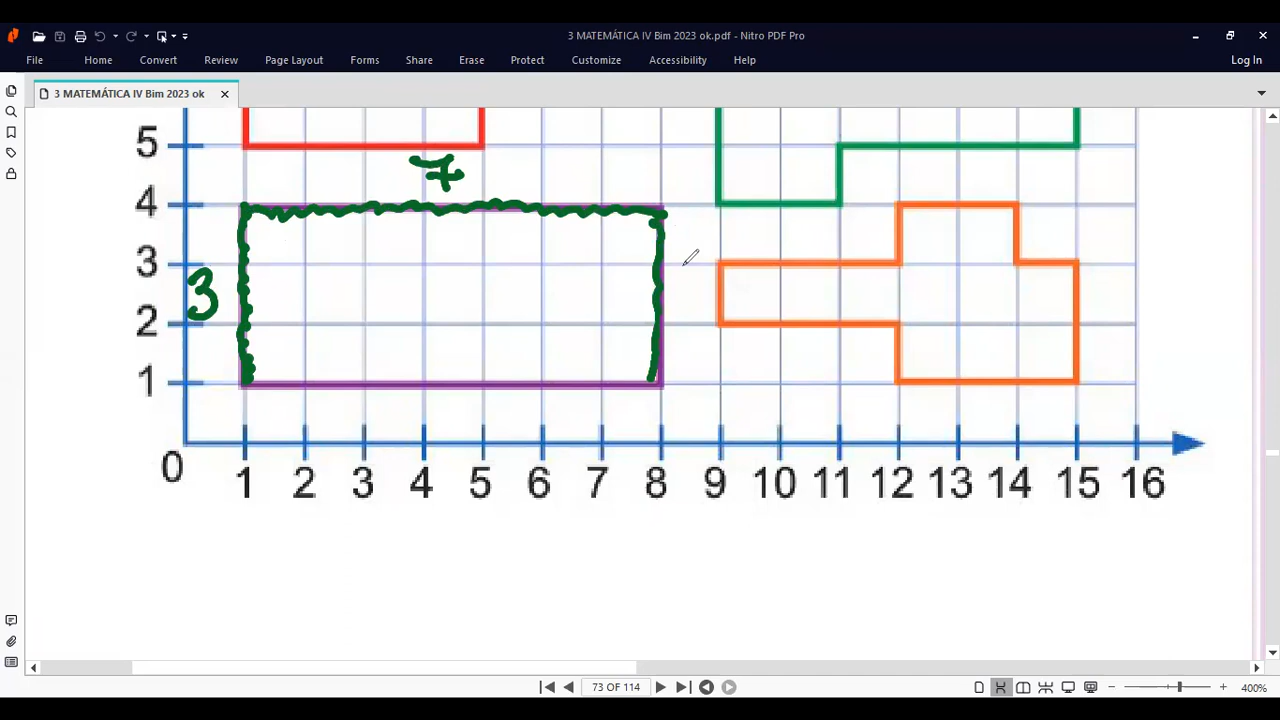 3 MATEMÁTICA IV Bim 2023 ok.pdf - Nitro PDF Pro
File Home Convert Review Page Layout Forms Share Erase Protect Customize Accessibility Help Log In
3 MATEMÁTICA IV Bim 2023 ok
5
7
4
3
3
2
1
0
1 2 3 4 5 6 7 8 9 10 11 12 13 14 15 16
73 OF 114
400%